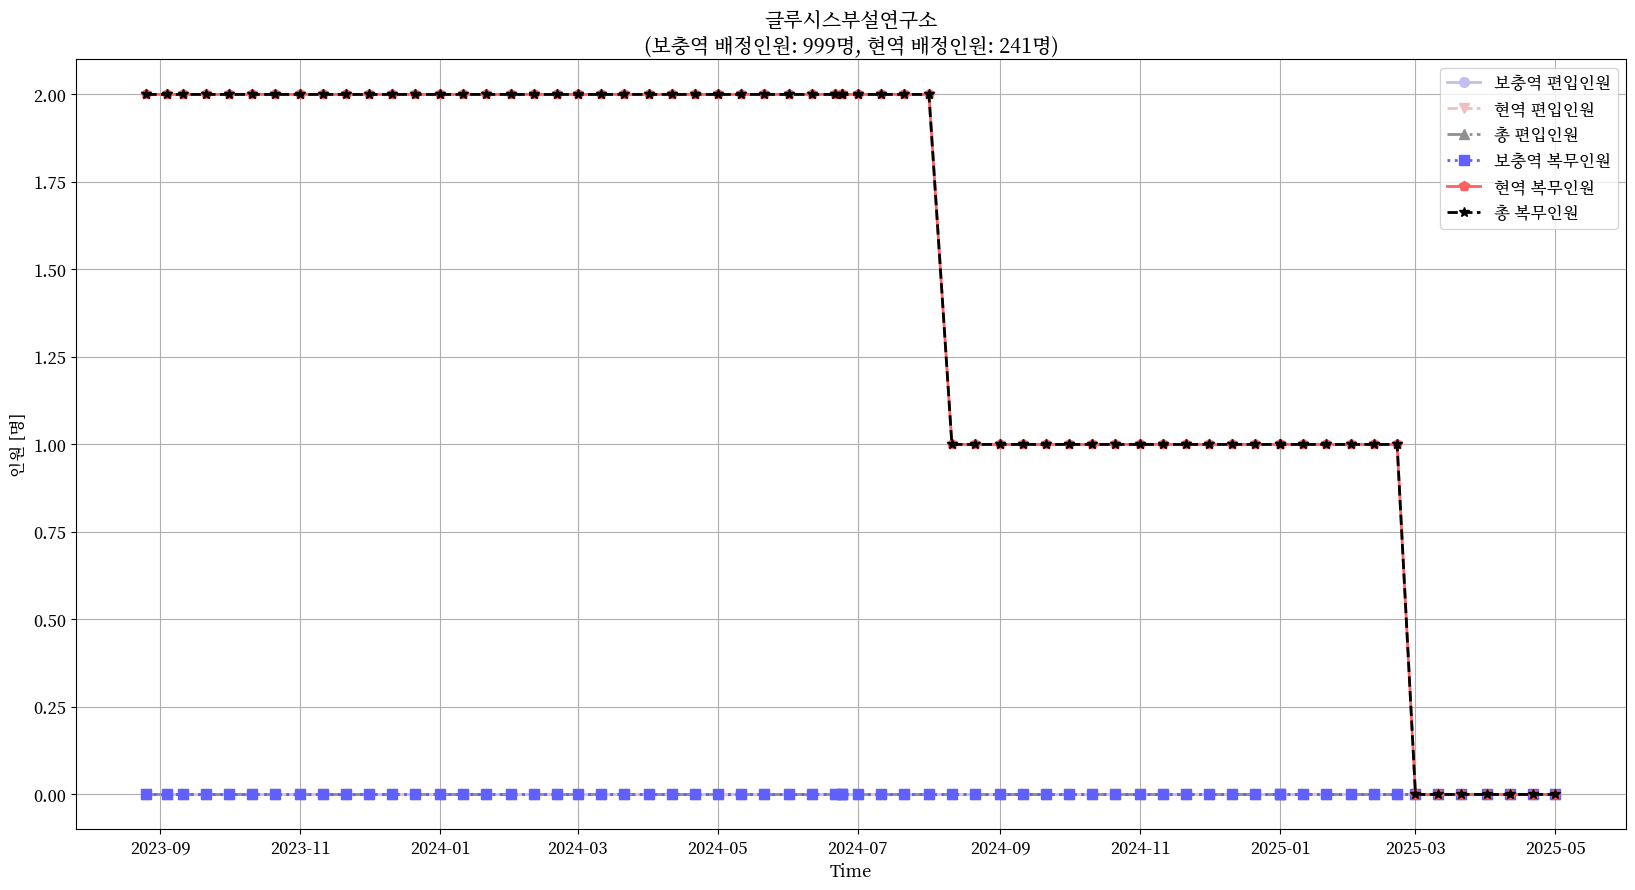 글루시스부설연구소
(보충역 배정인원: 999명, 현역 배정인원: 241명)
보충역 편입인원
현역 편입인원
총 편입인원
보충역 복무인원
현역 복무인원
총 복무인원
인원 [명]
2.00
1.75
1.50
1.25
1.00
0.75
0.50
0.25
0.00
2023-09 2023-11 2024-01 2024-03 2024-05 2024-07 2024-09 2024-11 2025-01 2025-03 2025-05
Time